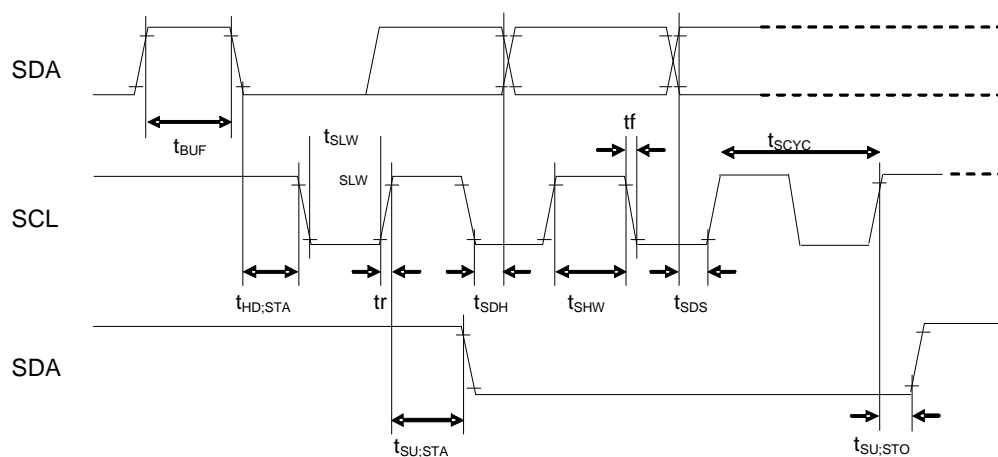 SDA
tBUF
tSLW
tf
tSCYC
SLW
SCL
tHD;STA
tr
tSDH
tSHW
tSDS
SDA
tSU;STA
tSU;STO